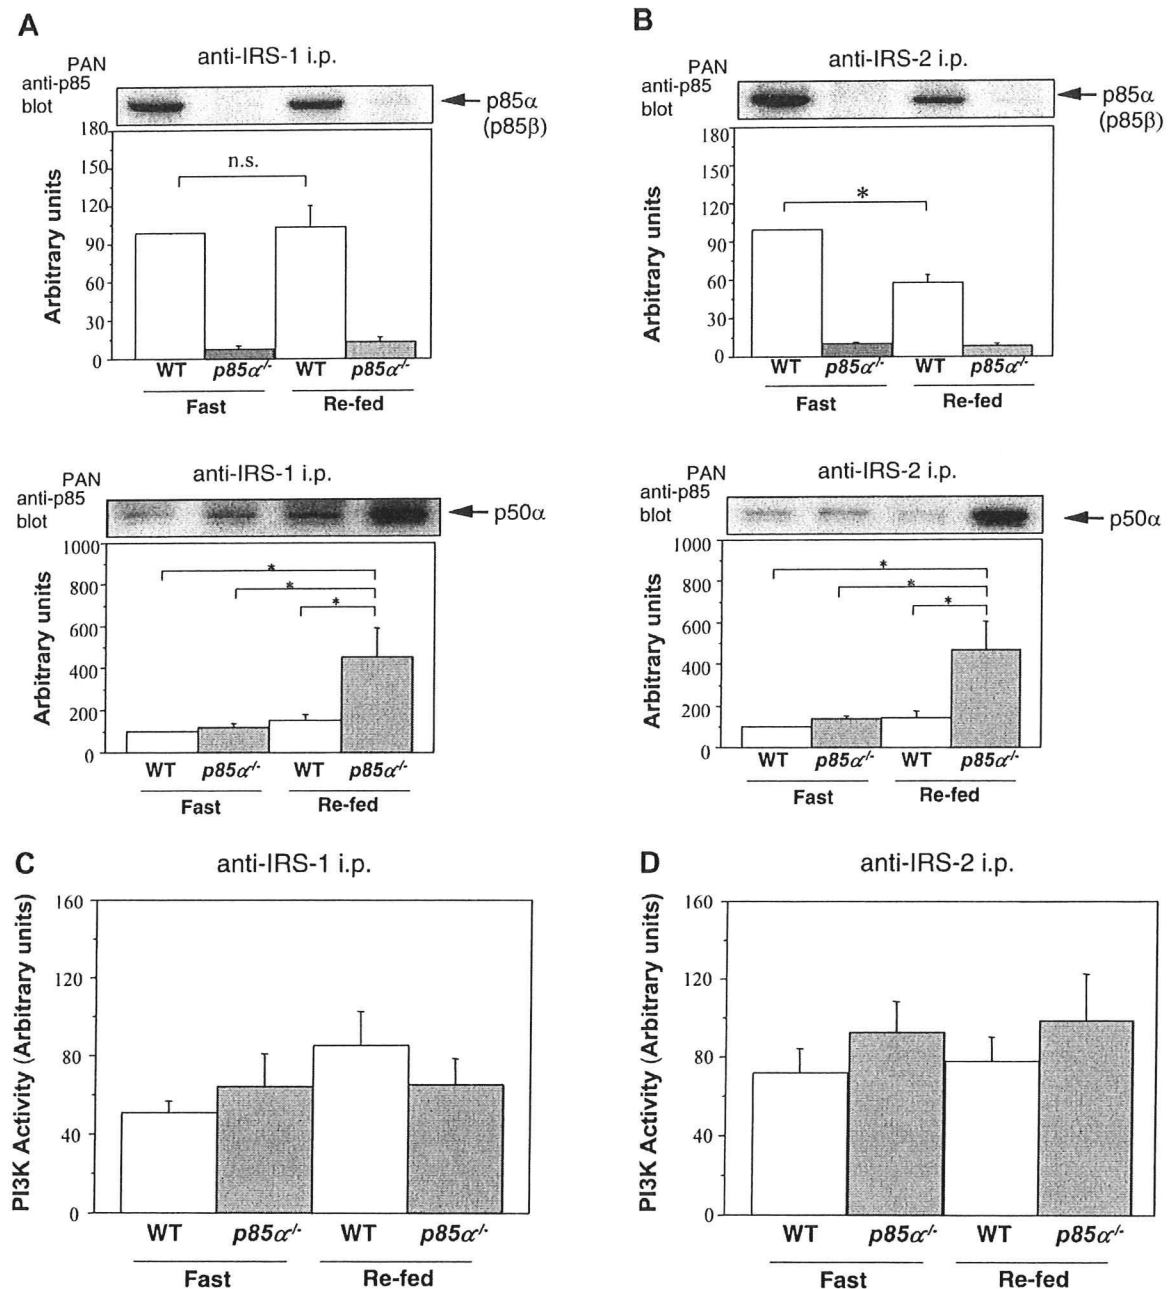 A
anti-IRS-1 i.p.
PAN
anti-p85
blot
p85α
(p85β)
180
150
120
90
60
30
0
Arbitrary units
n.s.
WT p85α-/- WT p85α-/-
Fast Re-fed
B
anti-IRS-2 i.p.
PAN
anti-p85
blot
p85α
(p85β)
180
150
120
90
60
30
0
Arbitrary units
*
WT p85α-/- WT p85α-/-
Fast Re-fed
anti-IRS-1 i.p.
PAN
anti-p85
blot
p50α
1000
800
600
400
200
0
Arbitrary units
*
*
*
WT p85α-/- WT p85α-/-
Fast Re-fed
anti-IRS-2 i.p.
PAN
anti-p85
blot
p50α
1000
800
600
400
200
0
Arbitrary units
*
*
*
WT p85α-/- WT p85α-/-
Fast Re-fed
C
anti-IRS-1 i.p.
160
120
80
40
0
PI3K Activity (Arbitrary units)
WT p85α-/- WT p85α-/-
Fast Re-fed
D
anti-IRS-2 i.p.
160
120
80
40
0
PI3K Activity (Arbitrary units)
WT p85α-/- WT p85α-/-
Fast Re-fed